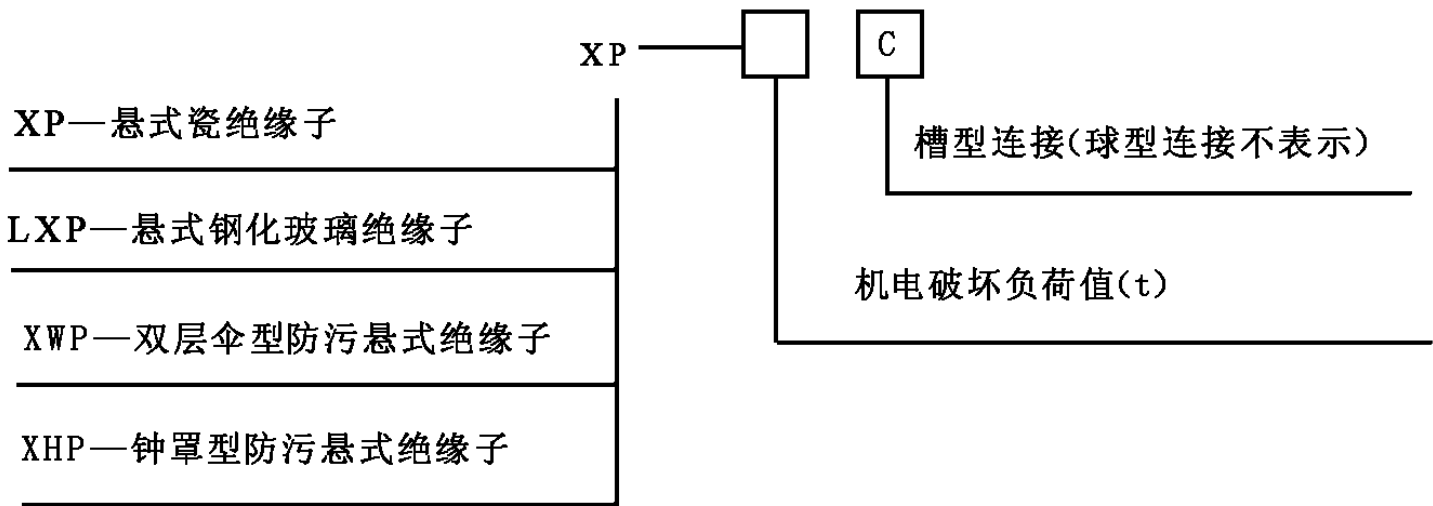 XP C
XP—悬式瓷绝缘子
槽型连接(球型连接不表示)
LXP—悬式钢化玻璃绝缘子
机电破坏负荷值(t)
XWP—双层伞型防污悬式绝缘子
XHP—钟罩型防污悬式绝缘子